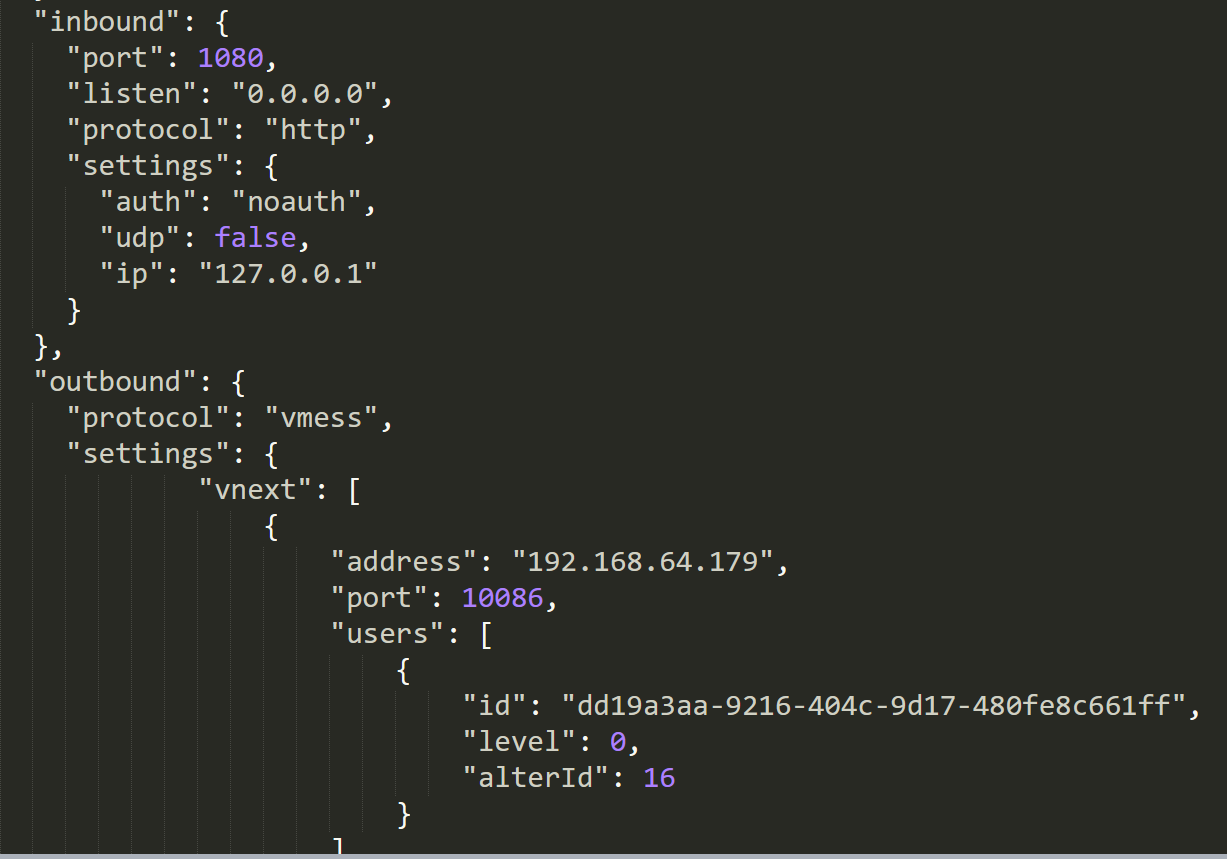 "inbound": {
"port": 1080,
"listen": "0.0.0.0",
"protocol": "http",
"settings": {
"auth": "noauth",
"udp": false,
"ip": "127.0.0.1"
}
},
"outbound": {
"protocol": "vmess",
"settings": {
"vnext": [
{
"address": "192.168.64.179",
"port": 10086,
"users": [
{
"id": "dd19a3aa-9216-404c-9d17-480fe8c661ff",
"level": 0,
"alterId": 16
}
]